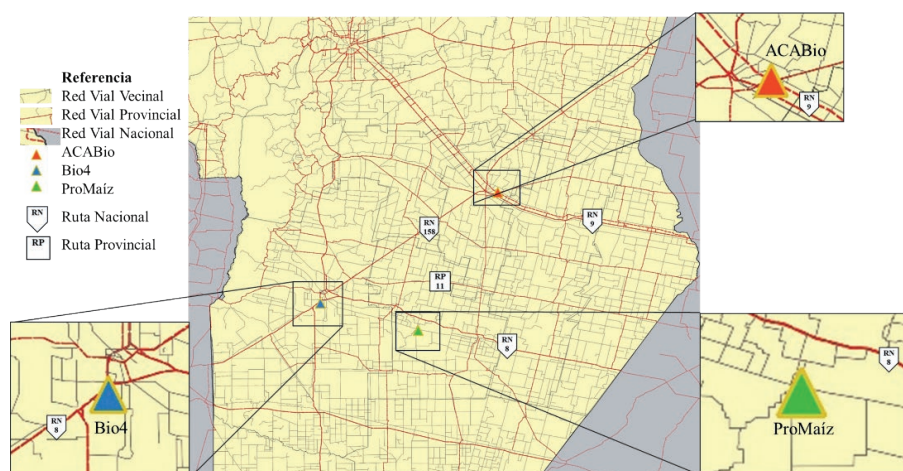 Referencia
Red Vial Vecinal
Red Vial Provincial
Red Vial Nacional
ACABio
Bio4
ProMaíz
RN
Ruta Nacional
RP
Ruta Provincial
ACABio
RN
9
RN
158
RN
9
RP
11
RN
8
RN
8
Bio4
RN
8
ProMaíz